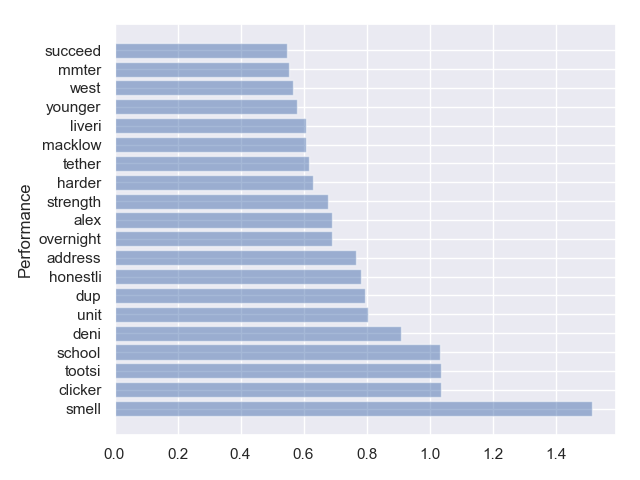 succeed
mmter
west
younger
liveri
macklow
tether
harder
strength
alex
overnight
address
honestli
dup
unit
deni
school
tootsi
clicker
smell
Performance
0.0 0.2 0.4 0.6 0.8 1.0 1.2 1.4